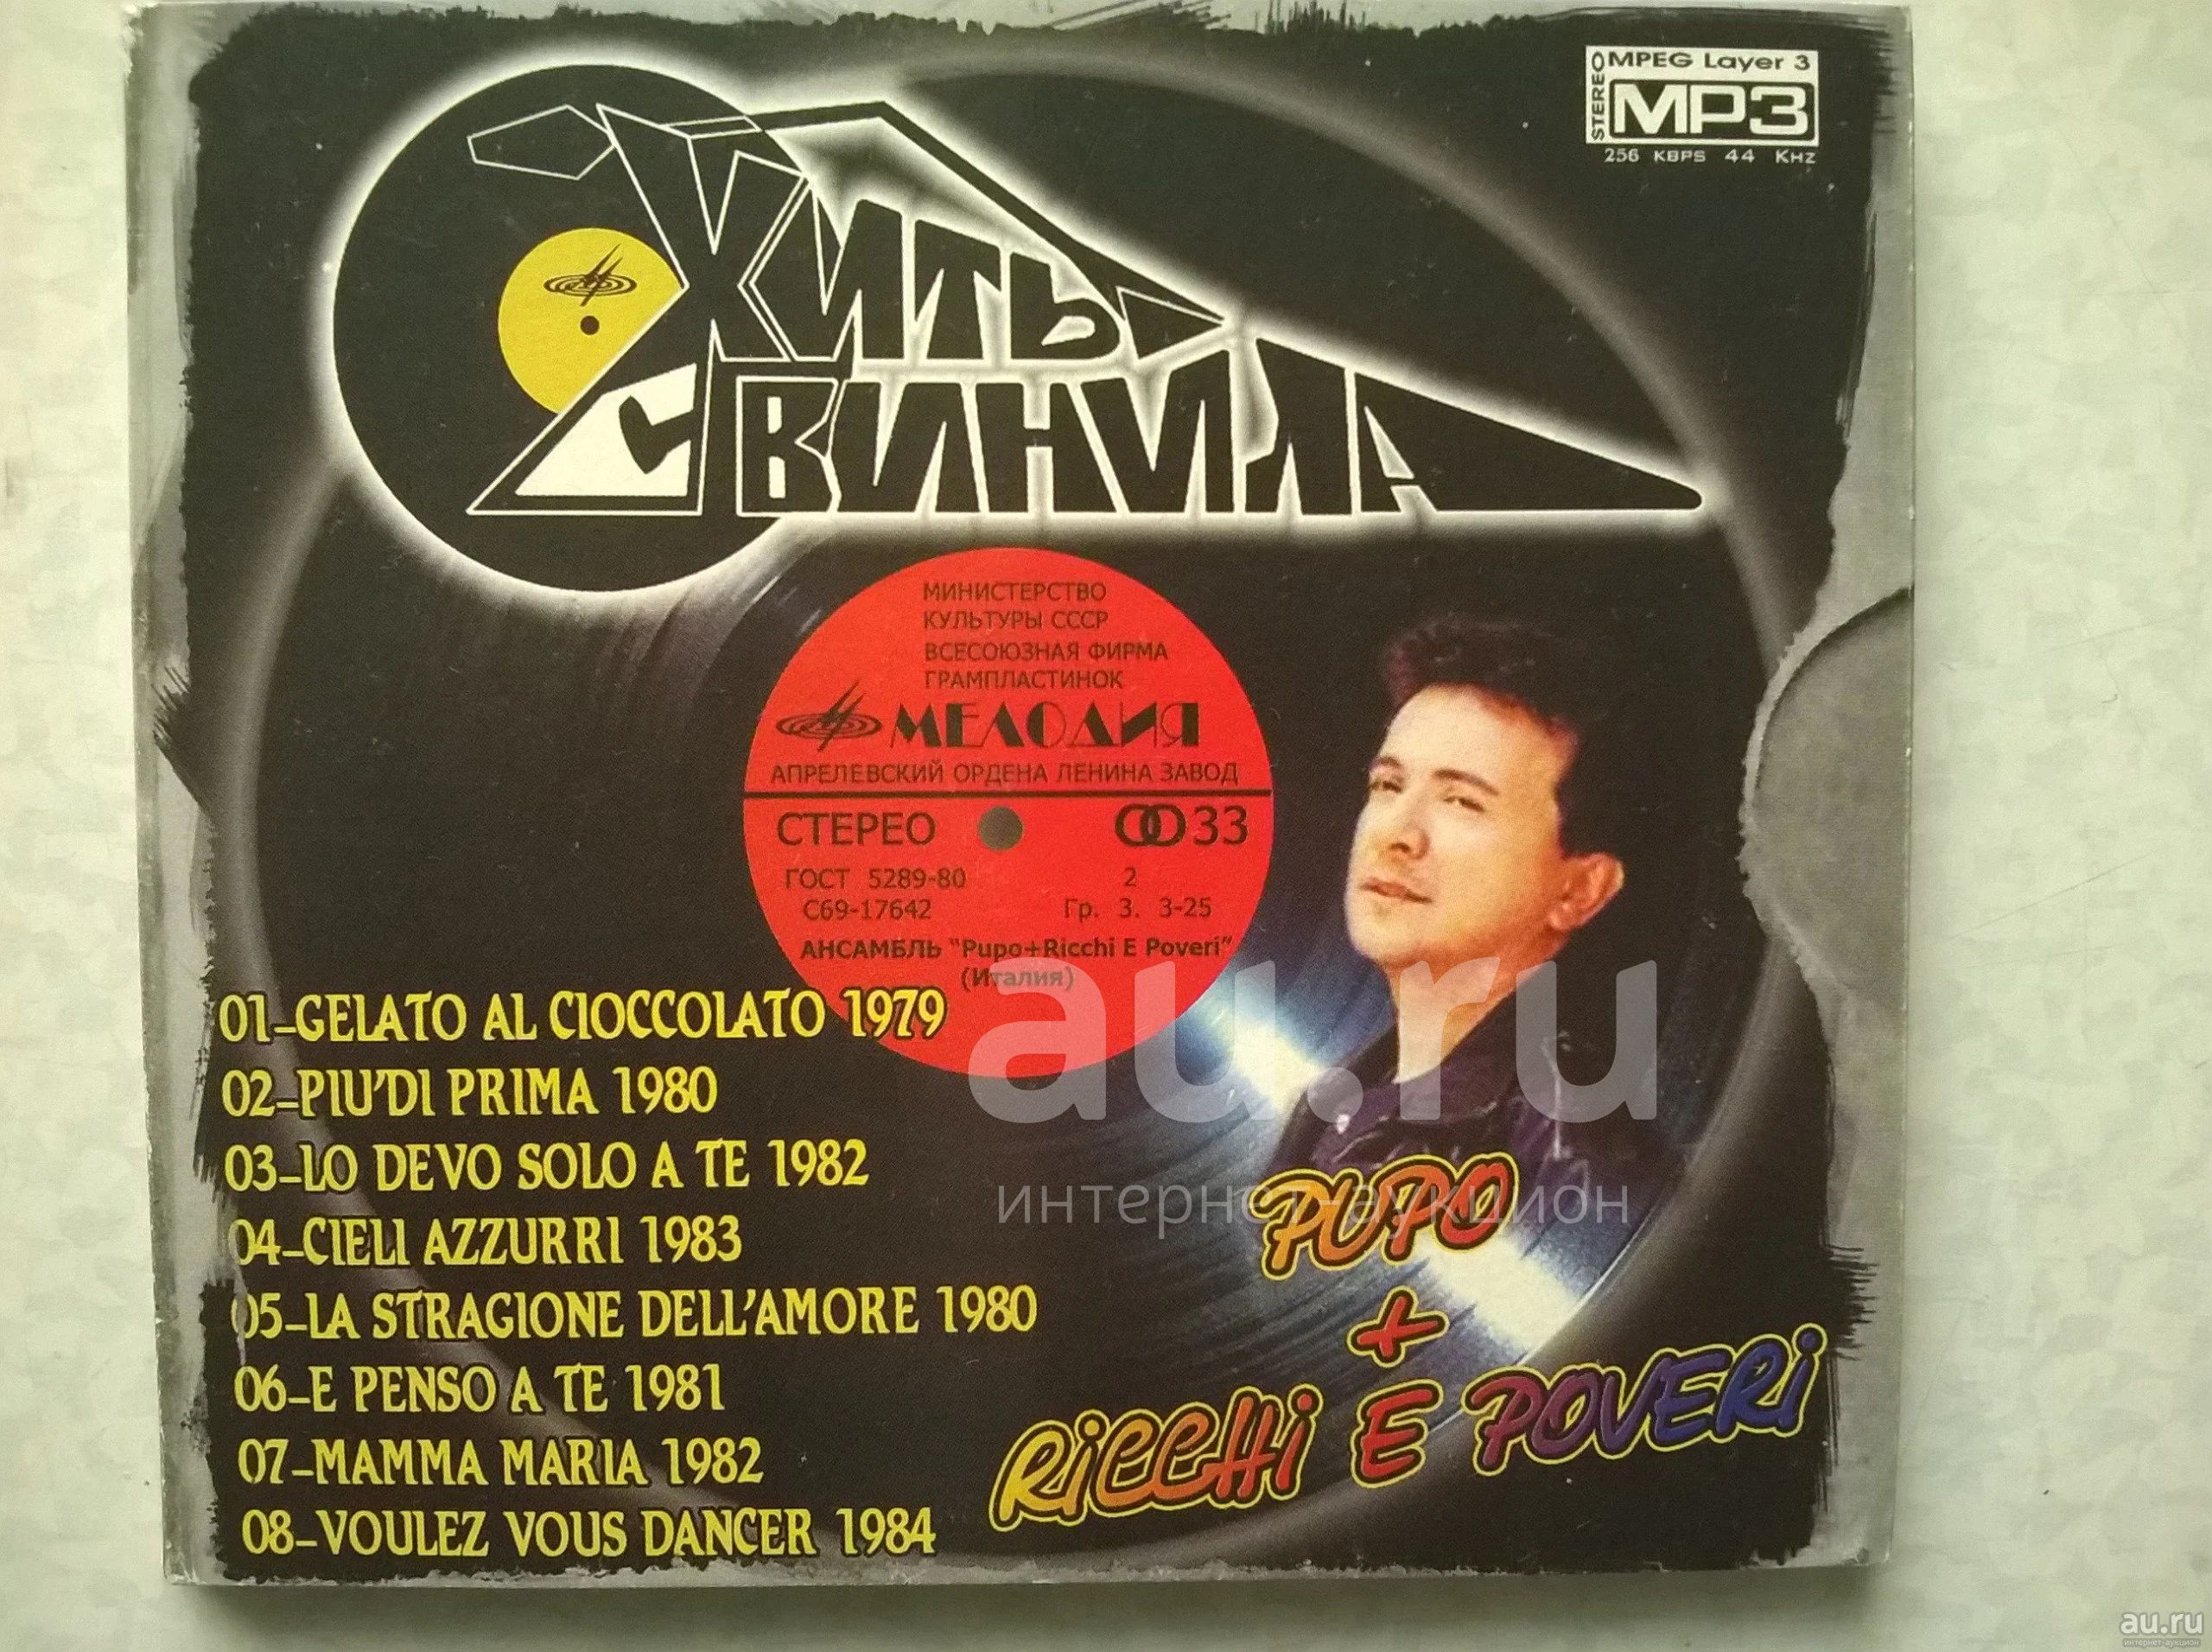 STEREO
MPEG Layer 3
MP3
256 KBPS 44 KHZ
ХИТЫ
С ВИНИЛА
МИНИСТЕРСТВО
КУЛЬТУРЫ СССР
ВСЕСОЮЗНАЯ ФИРМА
ГРАМПЛАСТИНОК
МЕЛОДИЯ
АПРЕЛЕВСКИЙ ОРДЕНА ЛЕНИНА ЗАВОД
СТЕРЕО 33
ГОСТ 5289-80 2
С69-17642 Гр. 3. 3-25
АНСАМБЛЬ "Pupo+Ricchi E Poveri"
(Италия)
01-GELATO AL CIOCCOLATO 1979
02-PIU'DI PRIMA 1980
03-LO DEVO SOLO A TE 1982
04-CIELI AZZURRI 1983
05-LA STRAGIONE DELL'AMORE 1980
06-E PENSO A TE 1981
07-MAMMA MARIA 1982
08-VOULEZ VOUS DANCER 1984
PUPO
+
RICCHI E POVERI
au.ru
интернет-аукцион
au.ru
интернет-аукцион